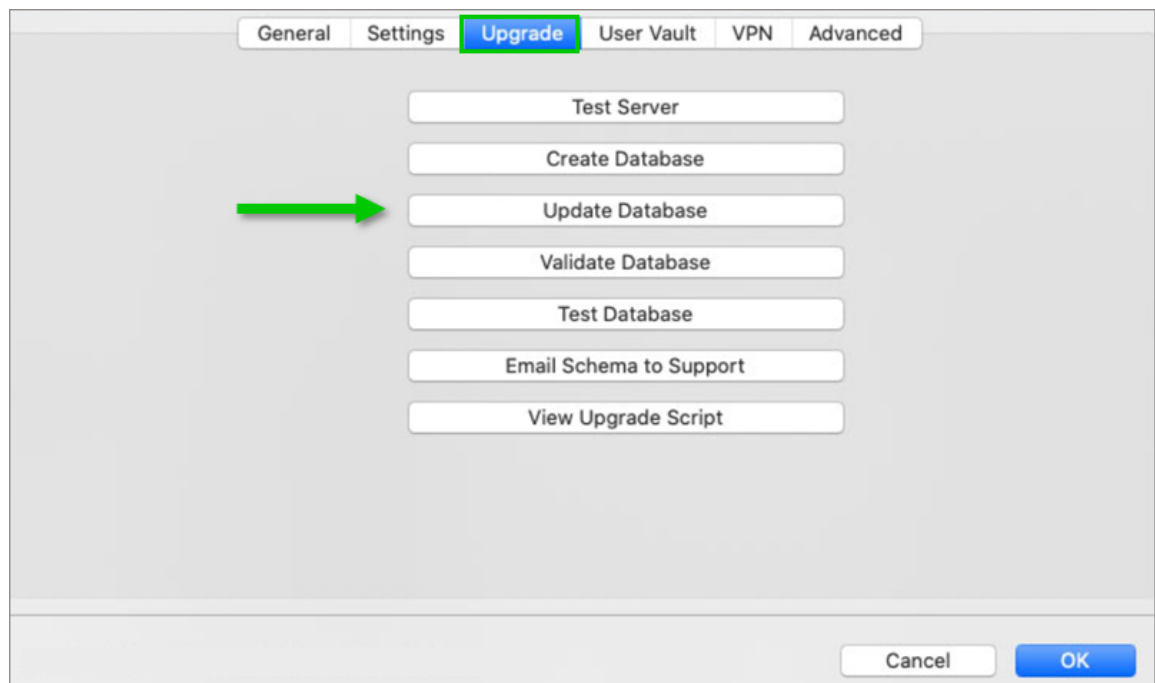 General Settings Upgrade User Vault VPN Advanced
Test Server
Create Database
Update Database
Validate Database
Test Database
Email Schema to Support
View Upgrade Script
Cancel OK